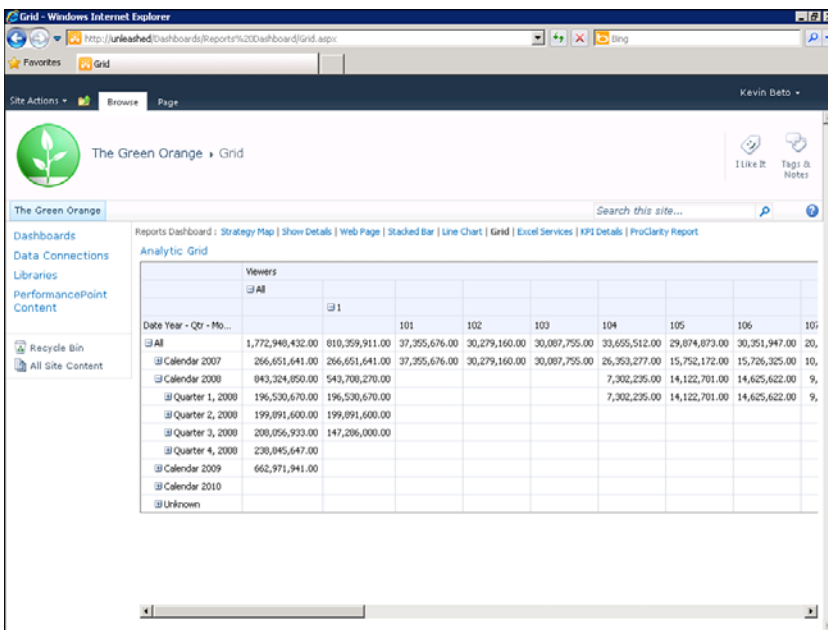 Grid - Windows Internet Explorer
http://unleashed/Dashboards/Reports%20Dashboard/Grid.aspx
Bing
Favorites Grid
Kevin Beto
Site Actions Browse Page
The Green Orange Grid
I Like It Tags & Notes
The Green Orange Search this site...
Dashboards
Data Connections
Libraries
PerformancePoint
Content
Recycle Bin
All Site Content
Reports Dashboard : Strategy Map | Show Details | Web Page | Stacked Bar | Line Chart | Grid | Excel Services | KPI Details | ProClarity Report
Analytic Grid
Viewers
All
1
Date Year - Qtr - Mo... 101 102 103 104 105 106 107
All 1,772,948,432.00 810,359,911.00 37,355,676.00 30,279,160.00 30,087,755.00 33,655,512.00 29,874,873.00 30,351,947.00 20,
Calendar 2007 266,651,641.00 266,651,641.00 37,355,676.00 30,279,160.00 30,087,755.00 26,353,277.00 15,752,172.00 15,726,325.00 10,
Calendar 2008 843,324,850.00 543,708,270.00 7,302,235.00 14,122,701.00 14,625,622.00 9,
Quarter 1, 2008 196,530,670.00 196,530,670.00 7,302,235.00 14,122,701.00 14,625,622.00 9,
Quarter 2, 2008 199,891,600.00 199,891,600.00
Quarter 3, 2008 208,056,933.00 147,286,000.00
Quarter 4, 2008 238,845,647.00
Calendar 2009 662,971,941.00
Calendar 2010
Unknown